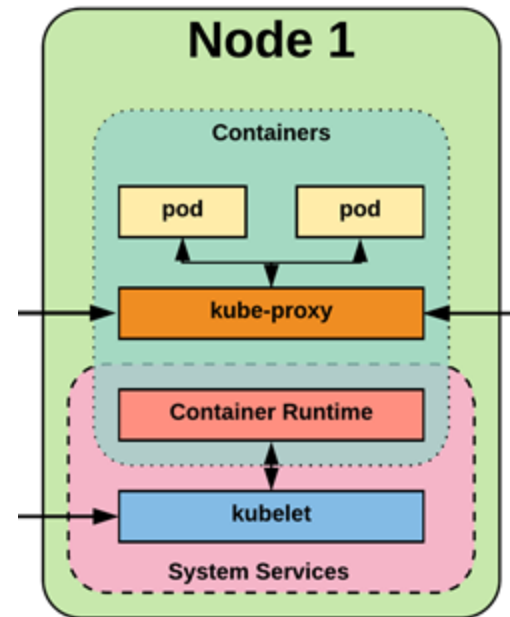 Node 1
Containers
pod
pod
kube-proxy
Container Runtime
kubelet
System Services